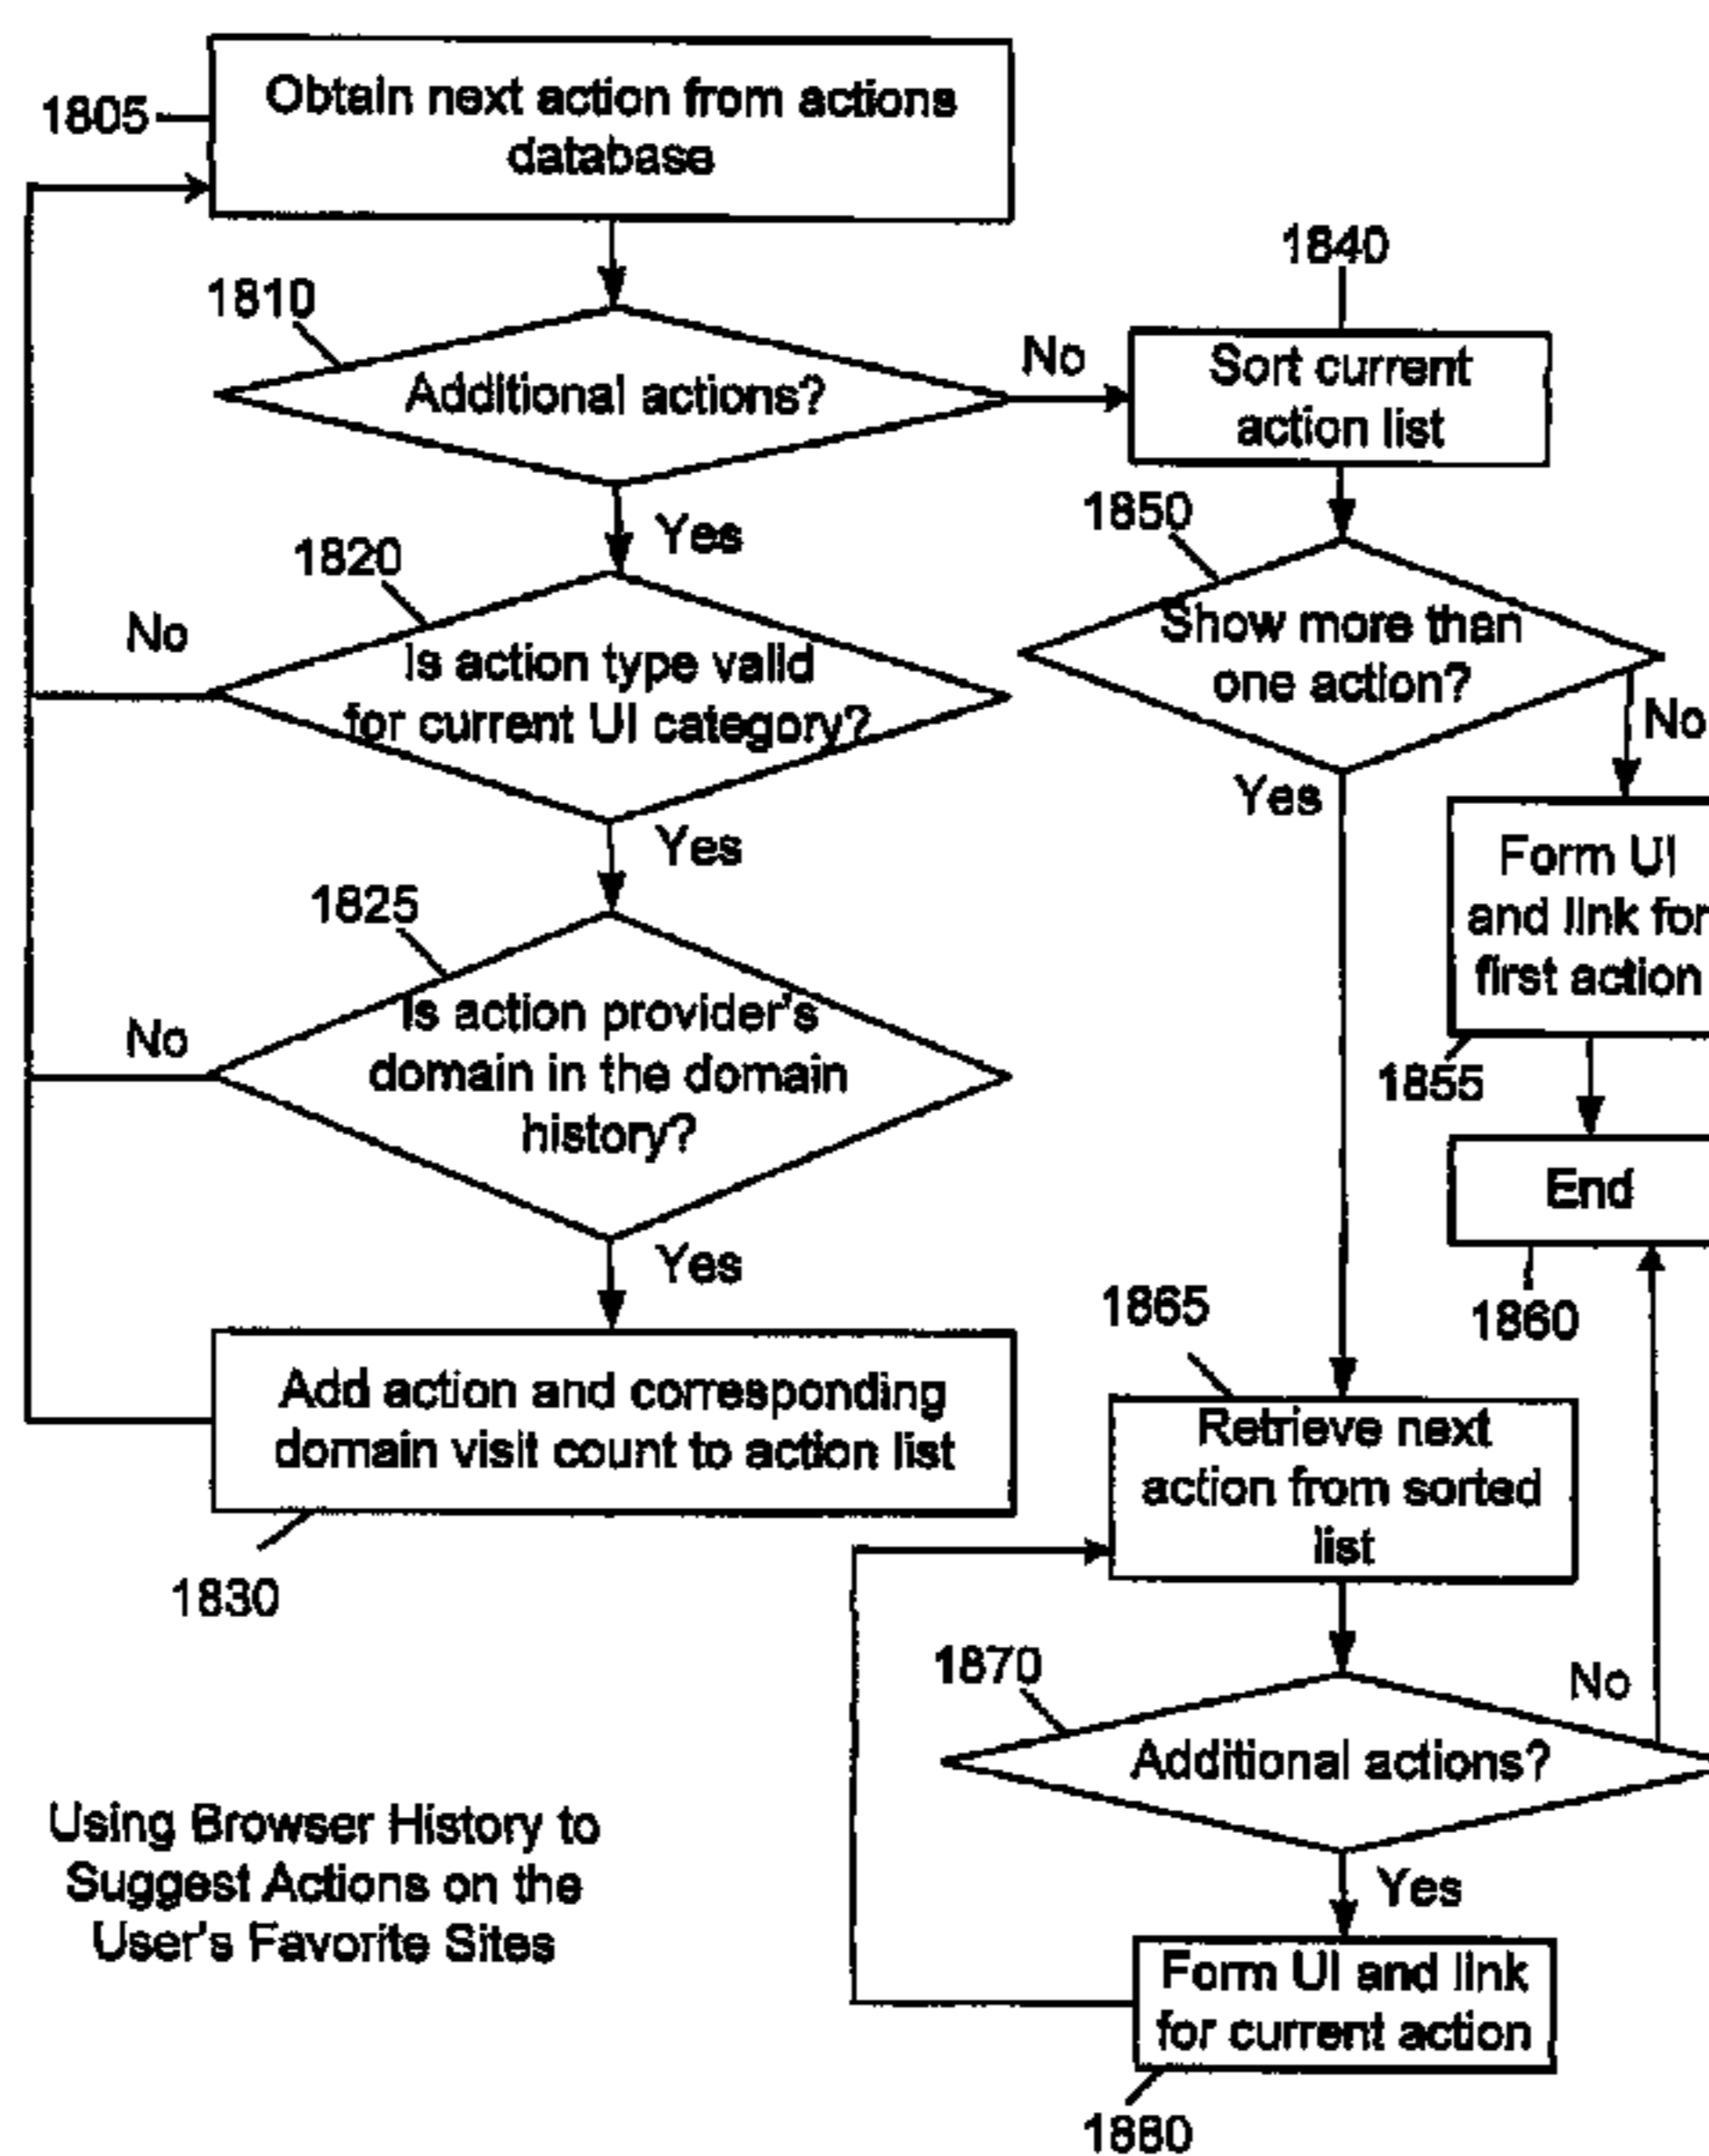 1805
Obtain next action from actions
database
1810
Additional actions?
No
Yes
1840
Sort current
action list
1820
No
Is action type valid
for current UI category?
Yes
1850
Show more than
one action?
No
Yes
Form UI
and link for
first action
1855
End
1860
1825
No
Is action provider's
domain in the domain
history?
Yes
Add action and corresponding
domain visit count to action list
1830
1865
Retrieve next
action from sorted
list
1870
No
Additional actions?
Yes
Form UI and link
for current action
1880
Using Browser History to
Suggest Actions on the
User's Favorite Sites